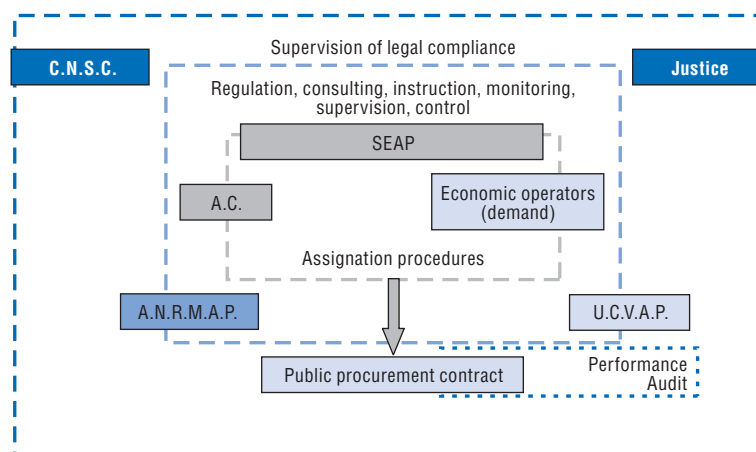 Supervision of legal compliance
C.N.S.C.
Justice
Regulation, consulting, instruction, monitoring,
supervision, control
SEAP
A.C.
Economic operators
(demand)
Assignation procedures
A.N.R.M.A.P.
U.C.V.A.P.
Public procurement contract
Performance
Audit